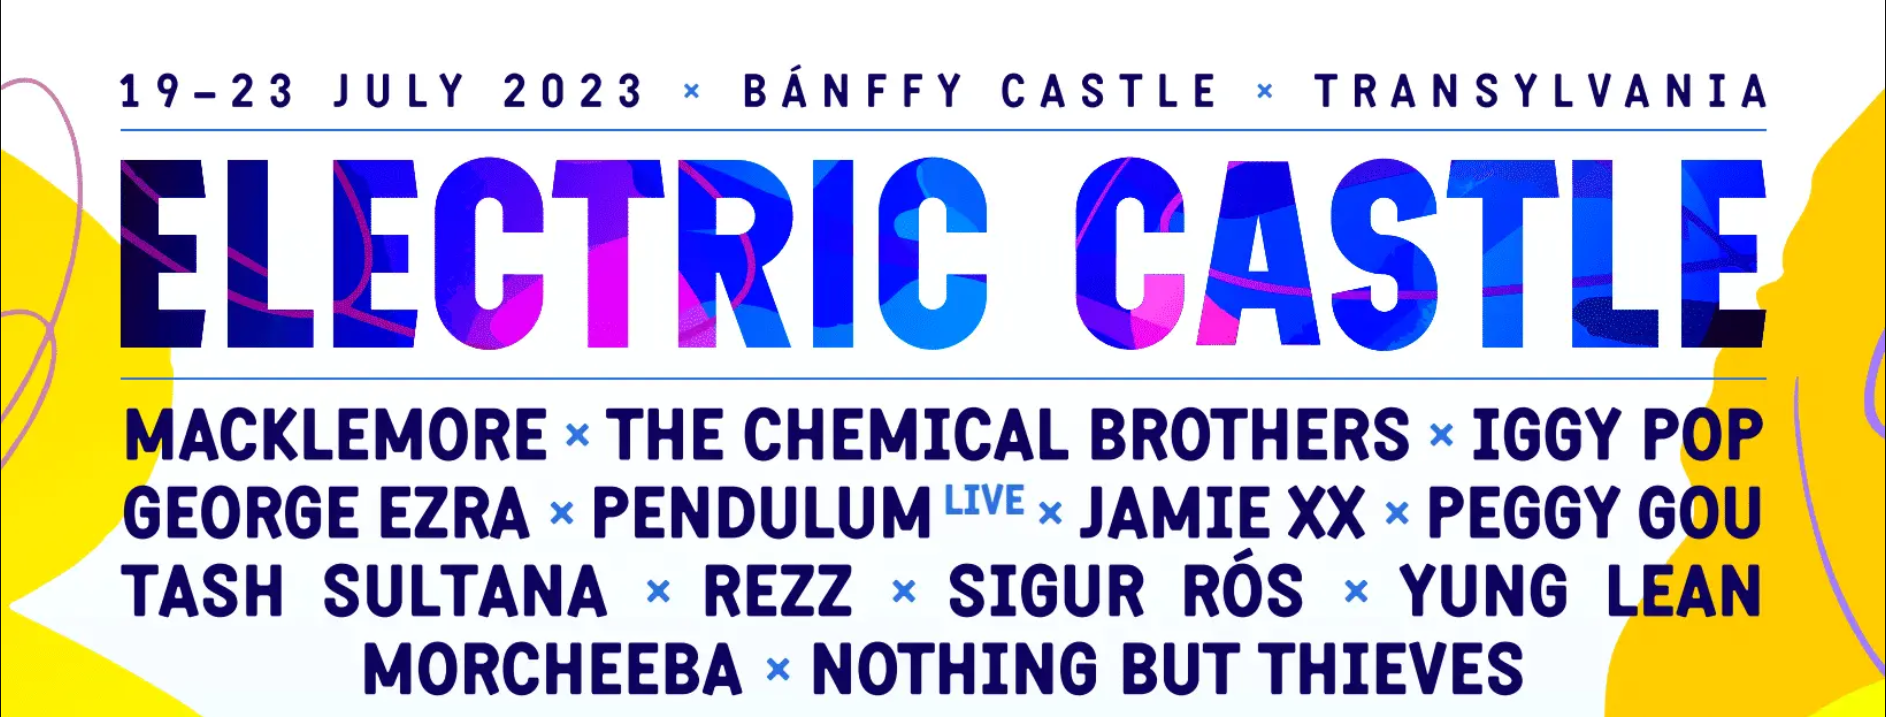 19–23 JULY 2023 × BÁNFFY CASTLE × TRANSYLVANIA
ELECTRIC CASTLE
MACKLEMORE × THE CHEMICAL BROTHERS × IGGY POP
GEORGE EZRA × PENDULUM LIVE × JAMIE XX × PEGGY GOU
TASH SULTANA × REZZ × SIGUR RÓS × YUNG LEAN
MORCHEEBA × NOTHING BUT THIEVES